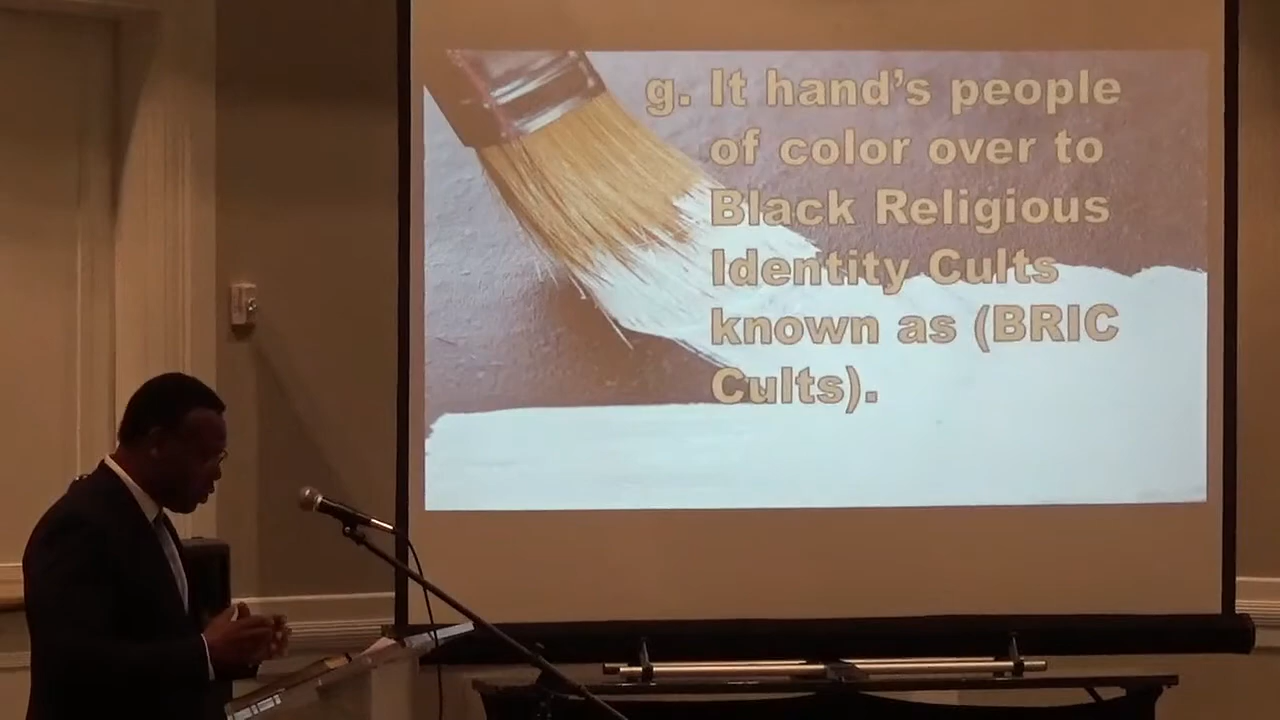 g. It hand's people
of color over to
Black Religious
Identity Cults
known as (BRIC
Cults).